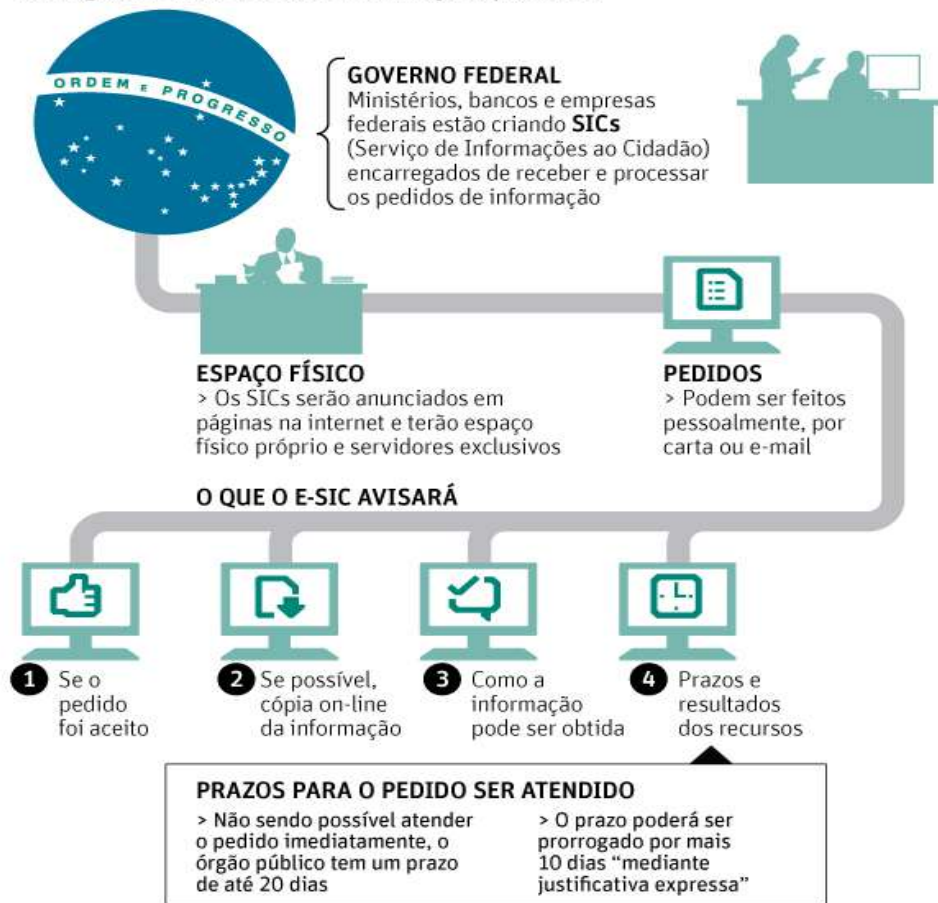 ORDEM E PROGRESSO
GOVERNO FEDERAL
Ministérios, bancos e empresas
federais estão criando SICs
(Serviço de Informações ao Cidadão)
encarregados de receber e processar
os pedidos de informação
ESPAÇO FÍSICO
> Os SICs serão anunciados em
páginas na internet e terão espaço
físico próprio e servidores exclusivos
PEDIDOS
> Podem ser feitos
pessoalmente, por
carta ou e-mail
O QUE O E-SIC AVISARÁ
1 Se o
pedido
foi aceito
2 Se possível,
cópia on-line
da informação
3 Como a
informação
pode ser obtida
4 Prazos e
resultados
dos recursos
PRAZOS PARA O PEDIDO SER ATENDIDO
> Não sendo possível atender
o pedido imediatamente, o
órgão público tem um prazo
de até 20 dias
> O prazo poderá ser
prorrogado por mais
10 dias “mediante
justificativa expressa”